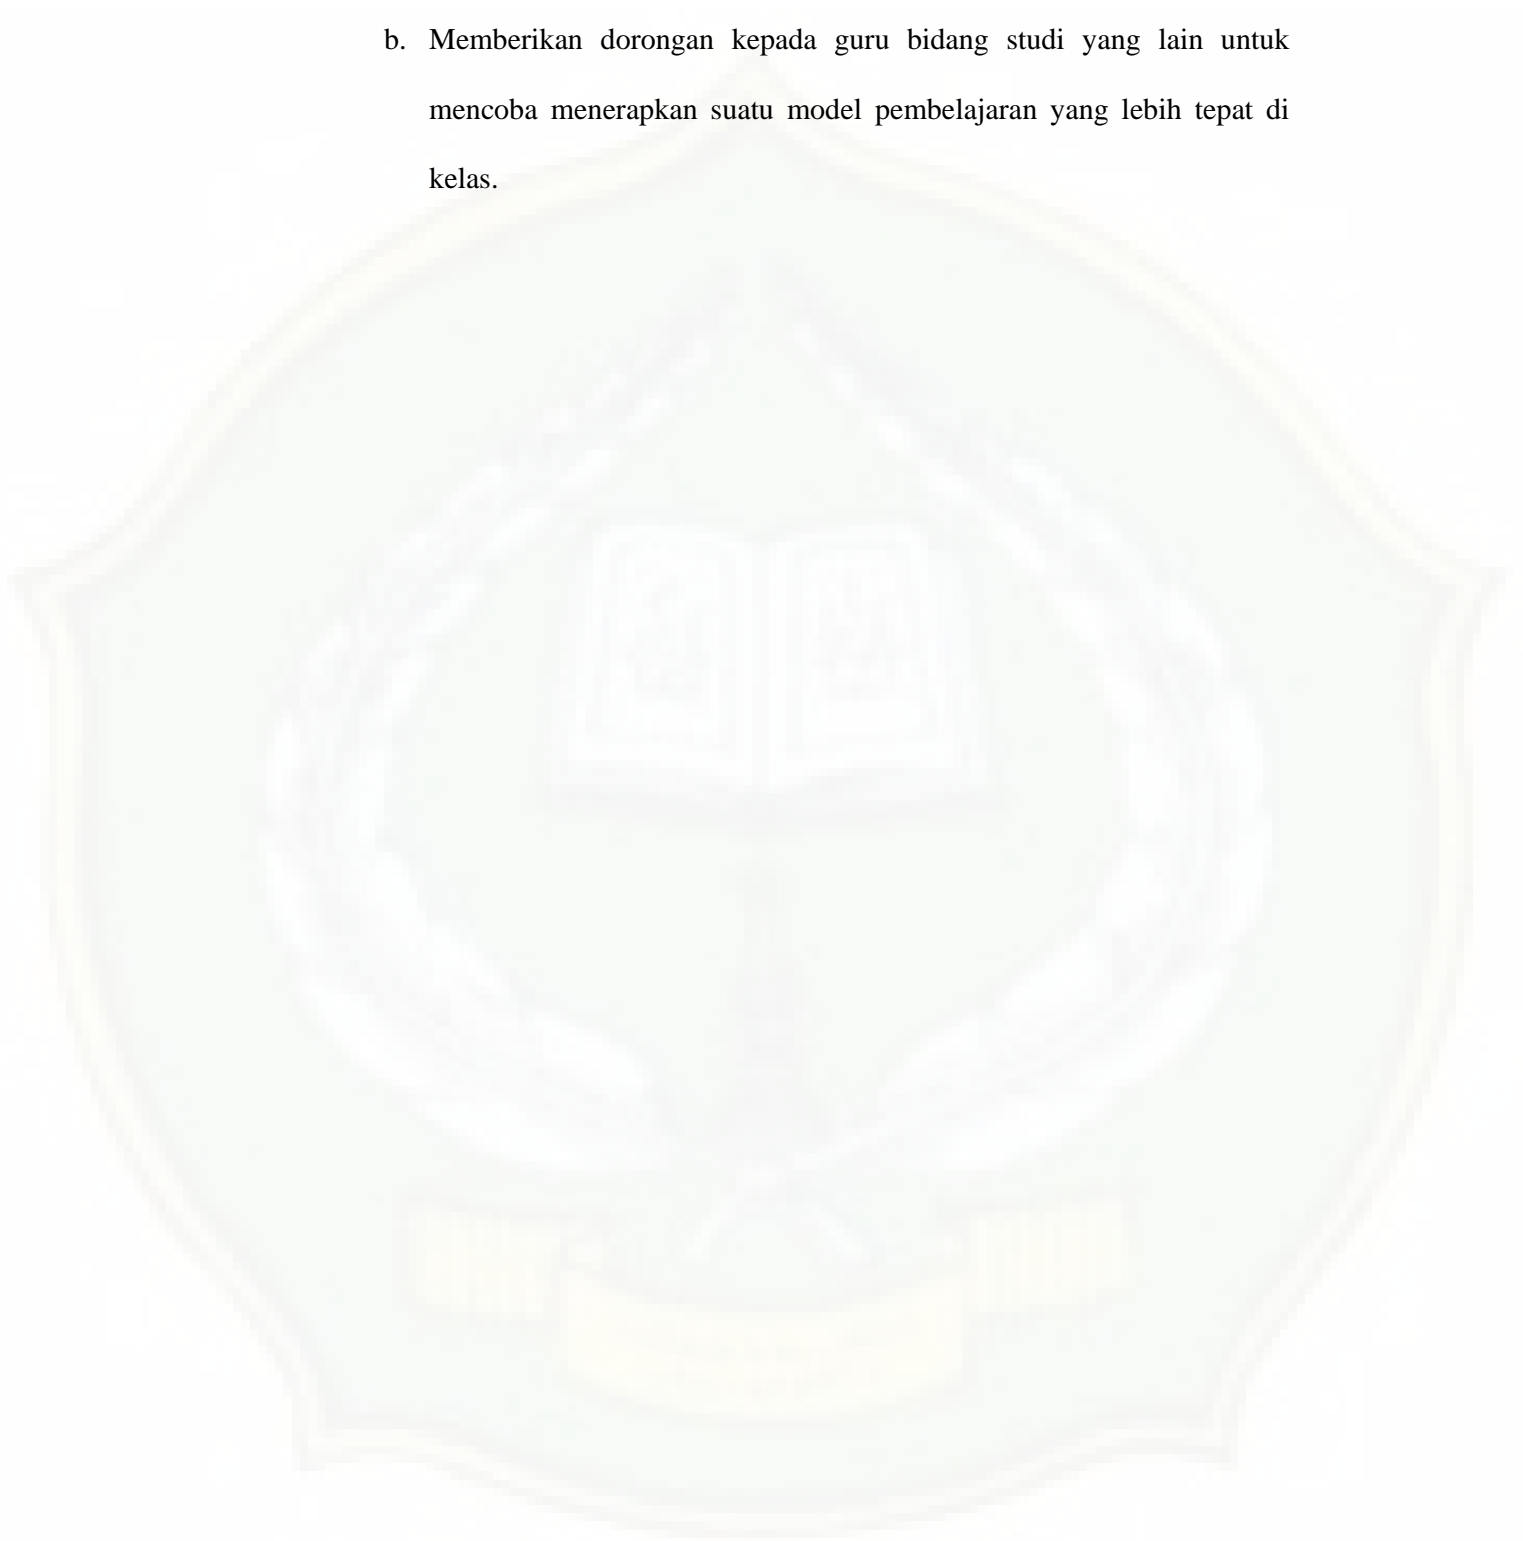 b. Memberikan dorongan kepada guru bidang studi yang lain untuk
mencoba menerapkan suatu model pembelajaran yang lebih tepat di
kelas.